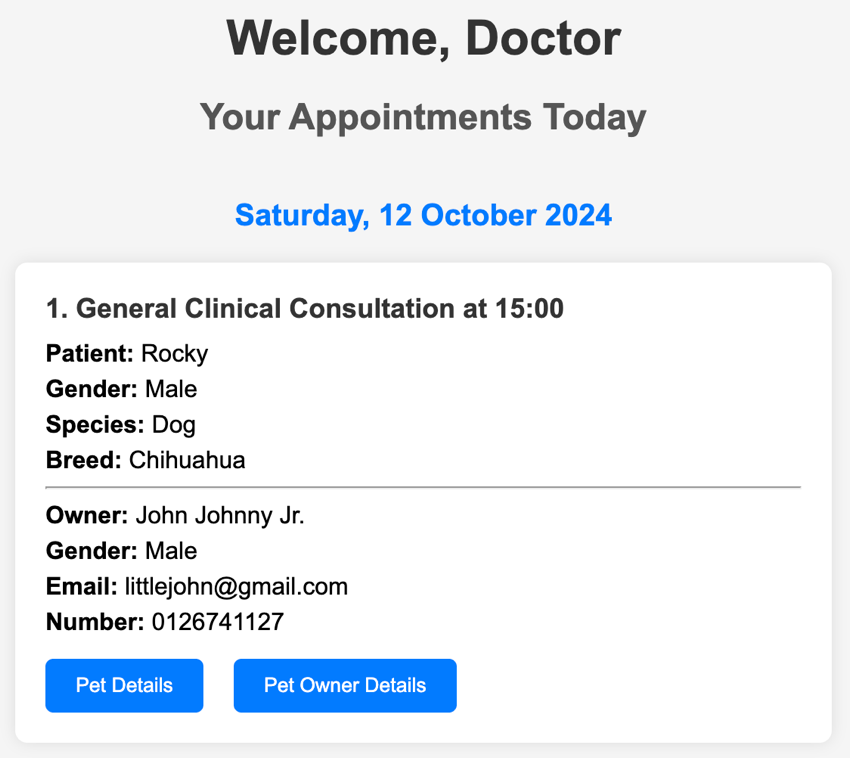 Welcome, Doctor
Your Appointments Today
Saturday, 12 October 2024
1. General Clinical Consultation at 15:00
Patient: Rocky
Gender: Male
Species: Dog
Breed: Chihuahua
Owner: John Johnny Jr.
Gender: Male
Email: littlejohn@gmail.com
Number: 0126741127
Pet Details
Pet Owner Details